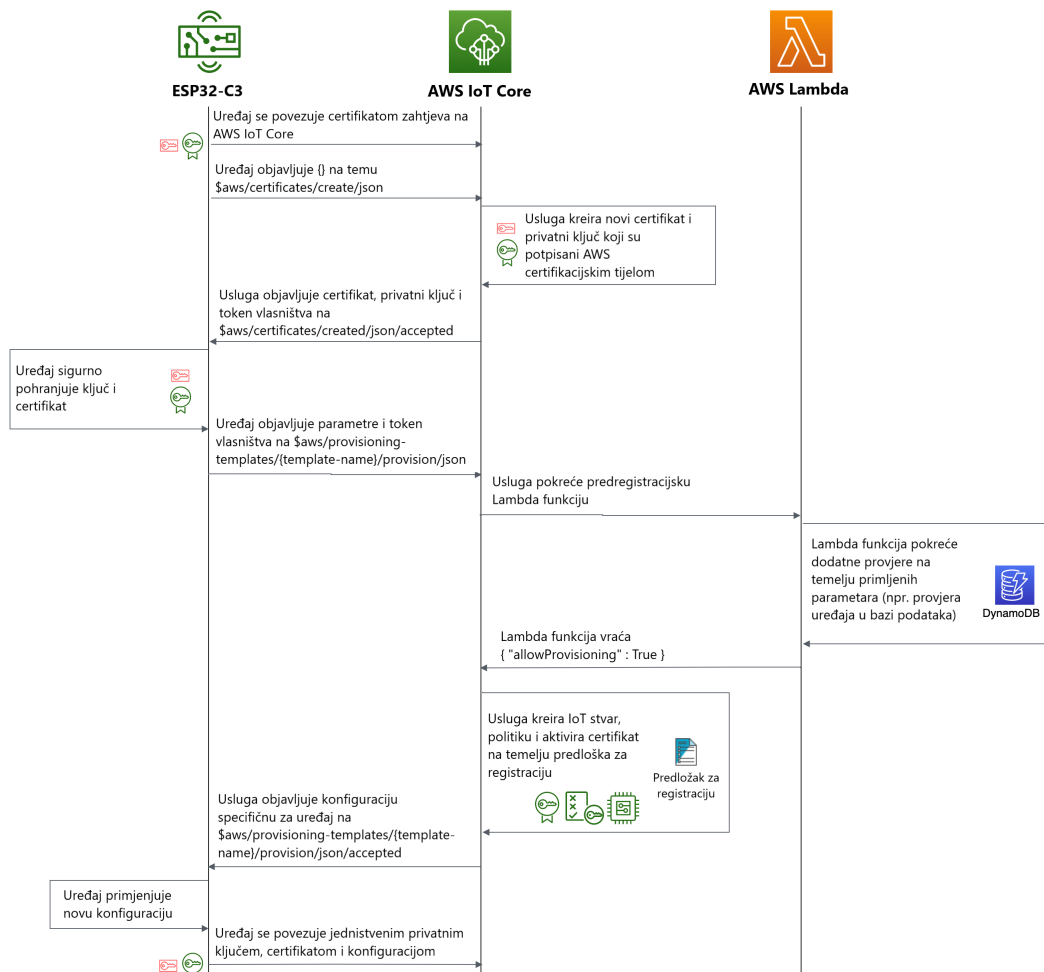 ESP32-C3
AWS IoT Core
AWS Lambda
Uređaj se povezuje certifikatom zahtjeva na
AWS IoT Core
Uređaj objavljuje {} na temu
$aws/certificates/create/json
Usluga kreira novi certifikat i
privatni ključ koji su
potpisani AWS
certifikacijskim tijelom
Usluga objavljuje certifikat, privatni ključ i
token vlasništva na
$aws/certificates/created/json/accepted
Uređaj sigurno
pohranjuje ključ i
certifikat
Uređaj objavljuje parametre i token
vlasništva na $aws/provisioning-
templates/{template-name}/provision/json
Usluga pokreće predregistracijsku
Lambda funkciju
Lambda funkcija pokreće
dodatne provjere na
temelju primljenih
parametara (npr. provjera
uređaja u bazi podataka)
DynamoDB
Lambda funkcija vraća
{ "allowProvisioning" : True }
Usluga kreira IoT stvar,
politiku i aktivira certifikat
na temelju predloška za
registraciju
Predložak za
registraciju
Usluga objavljuje konfiguraciju
specifičnu za uređaj na
$aws/provisioning-templates/{template-
name}/provision/json/accepted
Uređaj primjenjuje
novu konfiguraciju
Uređaj se povezuje jednistvenim privatnim
ključem, certifikatom i konfiguracijom